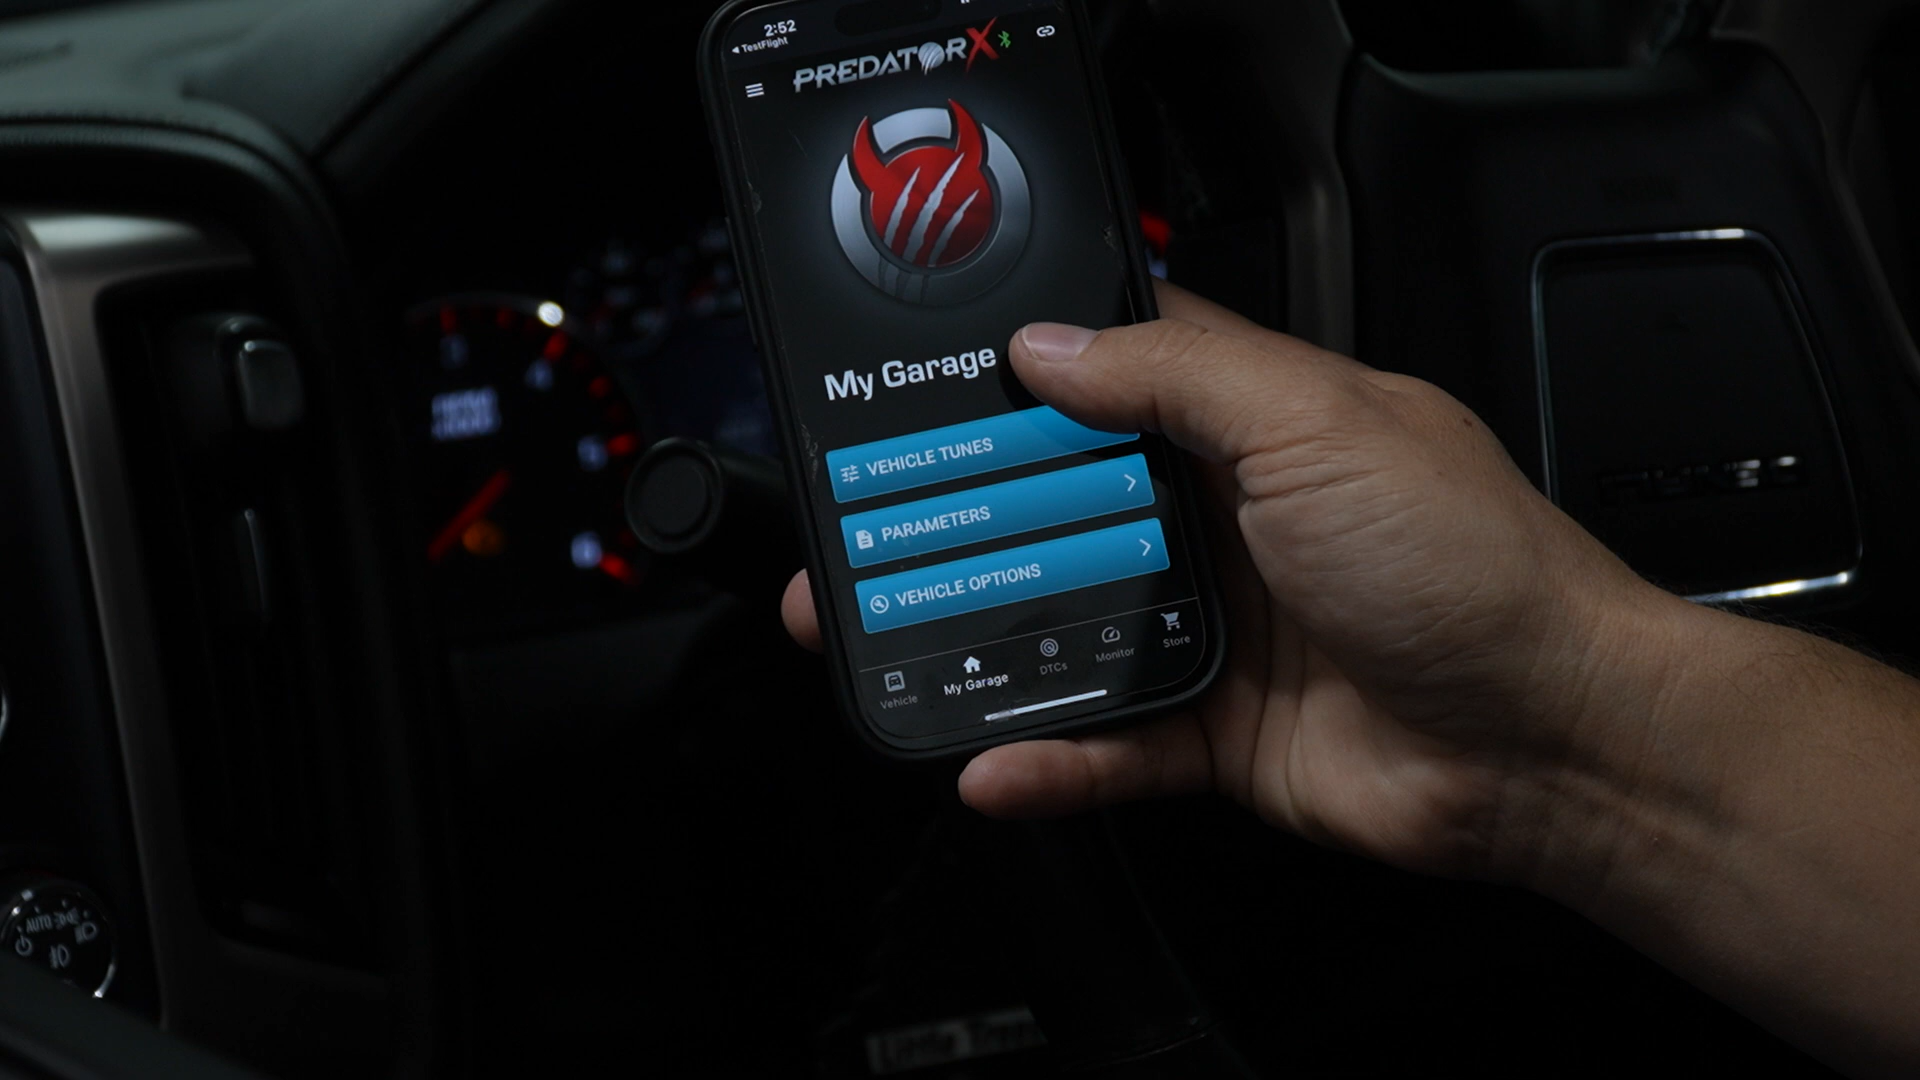 2:52
◀ TestFlight
PREDATORX
My Garage
VEHICLE TUNES
PARAMETERS
VEHICLE OPTIONS
Vehicle
My Garage
DTCs
Monitor
Store
AUTO